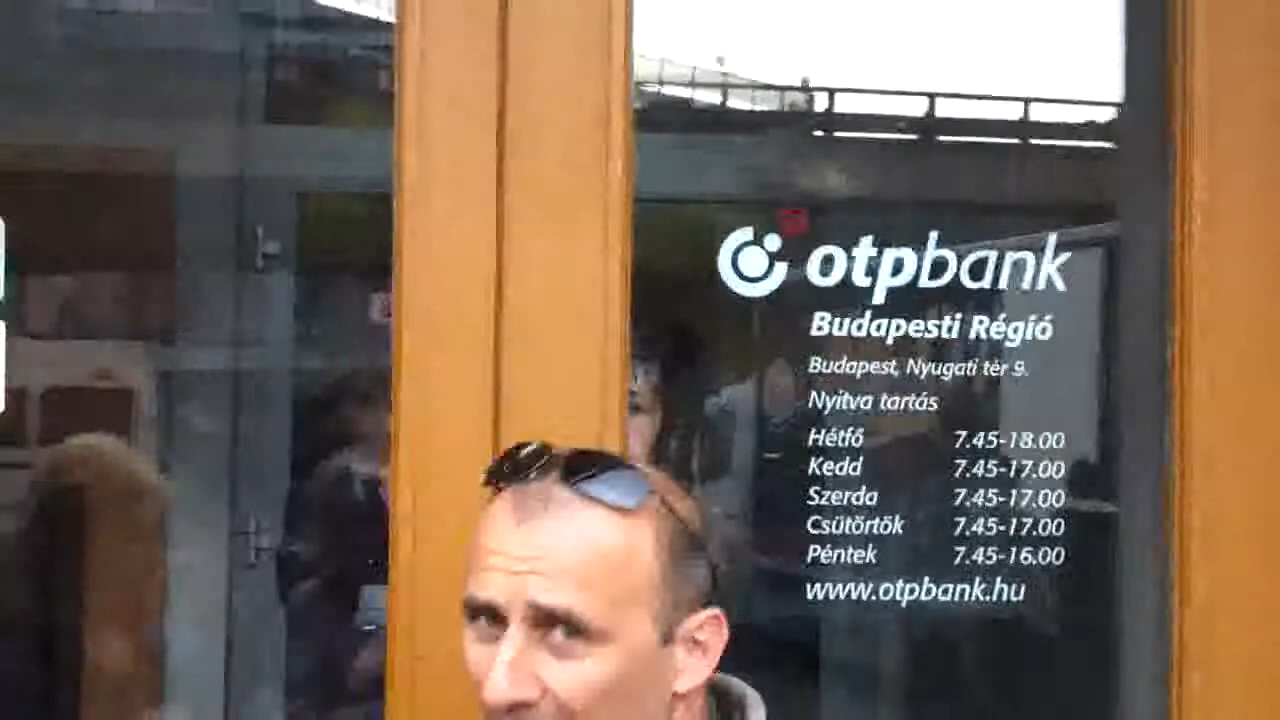 otpbank
Budapesti Régió
Budapest, Nyugati tér 9.
Nyitva tartás
Hétfő 7.45-18.00
Kedd 7.45-17.00
Szerda 7.45-17.00
Csütörtök 7.45-17.00
Péntek 7.45-16.00
www.otpbank.hu